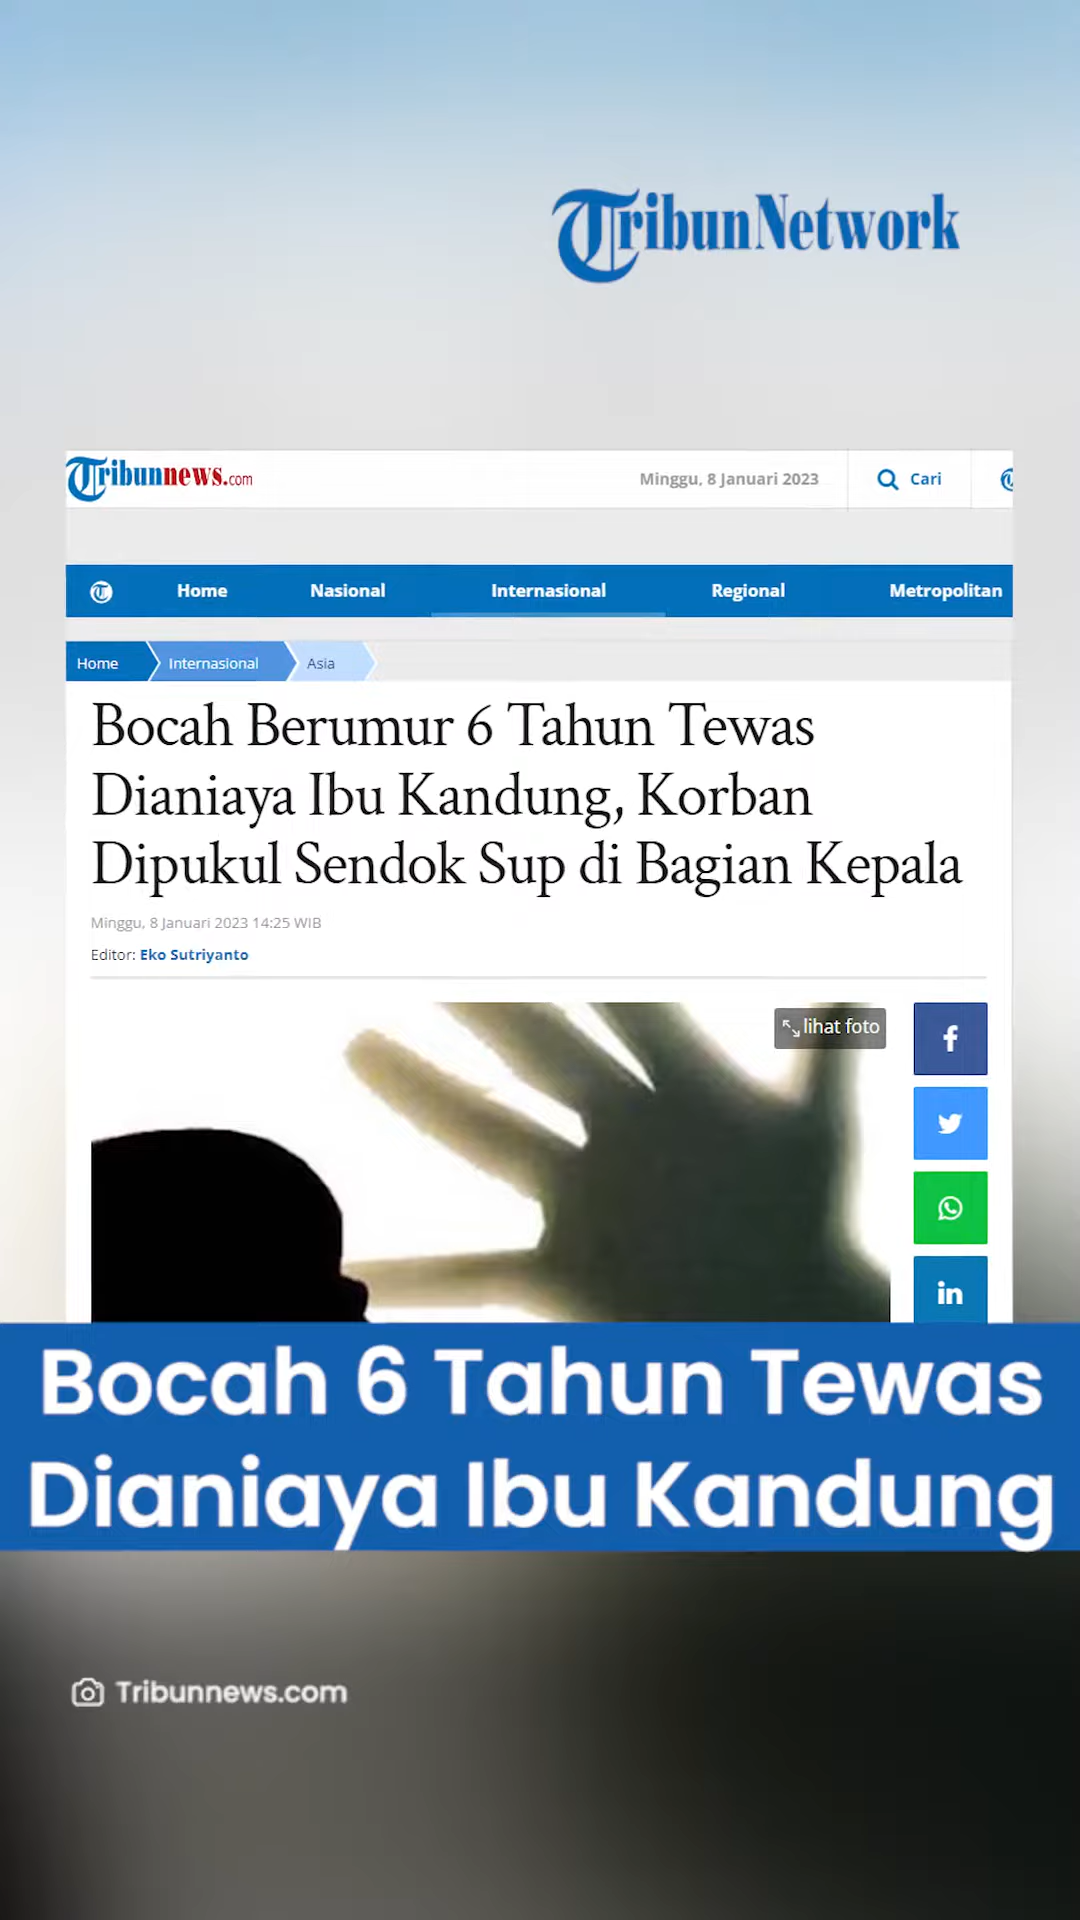 TribunNetwork
Tribunnews.com
Minggu, 8 Januari 2023
Cari
Home
Nasional
Internasional
Regional
Metropolitan
Home
Internasional
Asia
Bocah Berumur 6 Tahun Tewas
Dianiaya Ibu Kandung, Korban
Dipukul Sendok Sup di Bagian Kepala
Minggu, 8 Januari 2023 14:25 WIB
Editor: Eko Sutriyanto
lihat foto
Bocah 6 Tahun Tewas
Dianiaya Ibu Kandung
Tribunnews.com